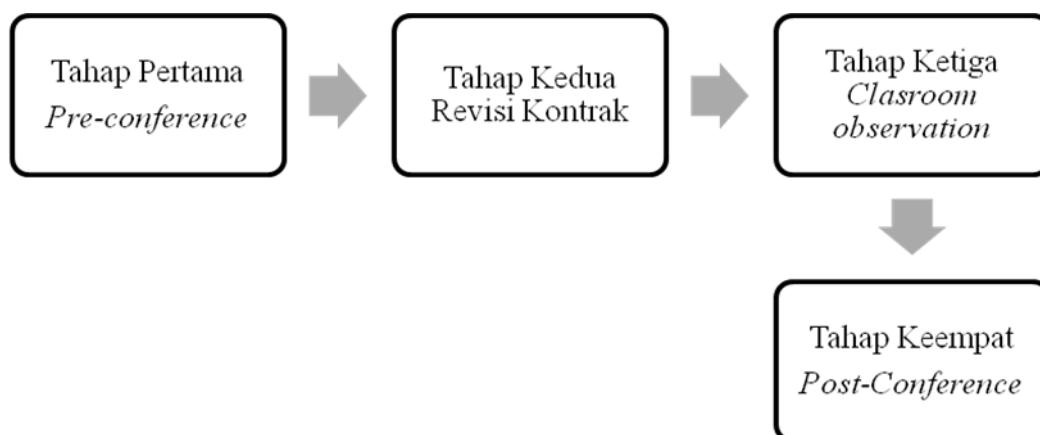 Tahap Pertama
Pre-conference
Tahap Kedua
Revisi Kontrak
Tahap Ketiga
Clasroom
observation
Tahap Keempat
Post-Conference